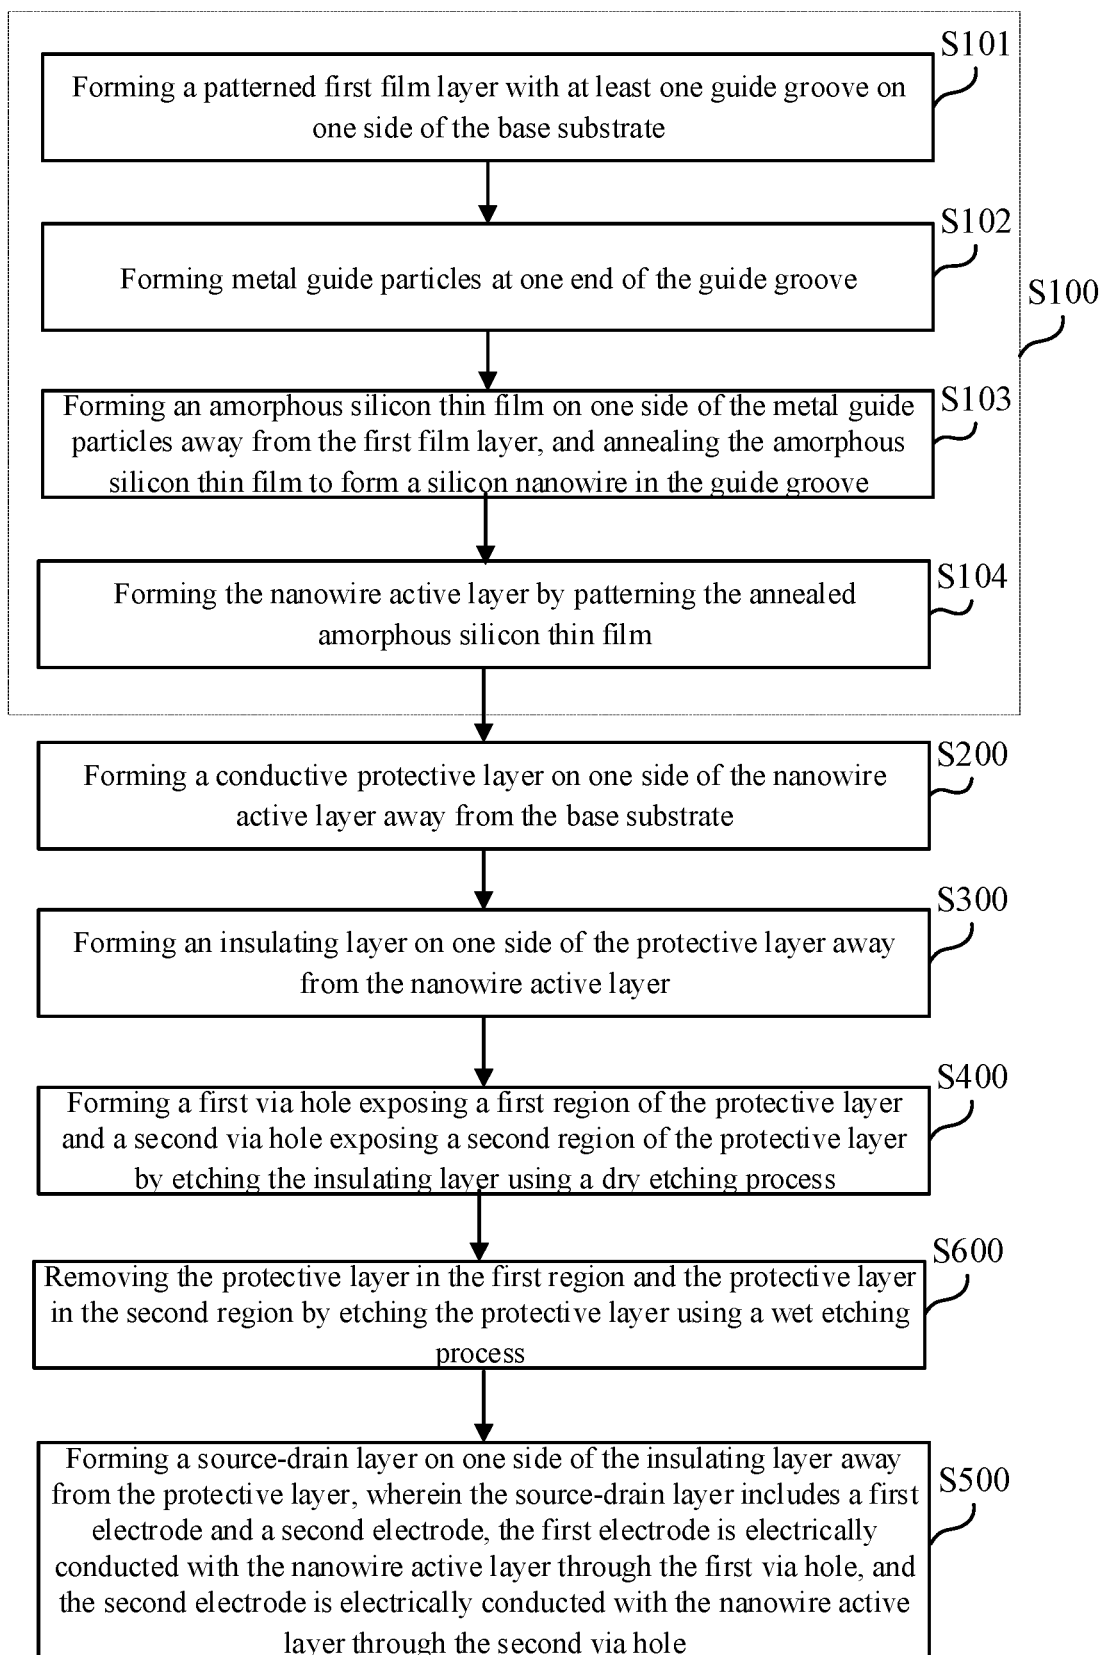 S101
Forming a patterned first film layer with at least one guide groove on
one side of the base substrate
S102
Forming metal guide particles at one end of the guide groove
S100
S103
Forming an amorphous silicon thin film on one side of the metal guide
particles away from the first film layer, and annealing the amorphous
silicon thin film to form a silicon nanowire in the guide groove
S104
Forming the nanowire active layer by patterning the annealed
amorphous silicon thin film
S200
Forming a conductive protective layer on one side of the nanowire
active layer away from the base substrate
S300
Forming an insulating layer on one side of the protective layer away
from the nanowire active layer
S400
Forming a first via hole exposing a first region of the protective layer
and a second via hole exposing a second region of the protective layer
by etching the insulating layer using a dry etching process
S600
Removing the protective layer in the first region and the protective layer
in the second region by etching the protective layer using a wet etching
process
S500
Forming a source-drain layer on one side of the insulating layer away
from the protective layer, wherein the source-drain layer includes a first
electrode and a second electrode, the first electrode is electrically
conducted with the nanowire active layer through the first via hole, and
the second electrode is electrically conducted with the nanowire active
layer through the second via hole